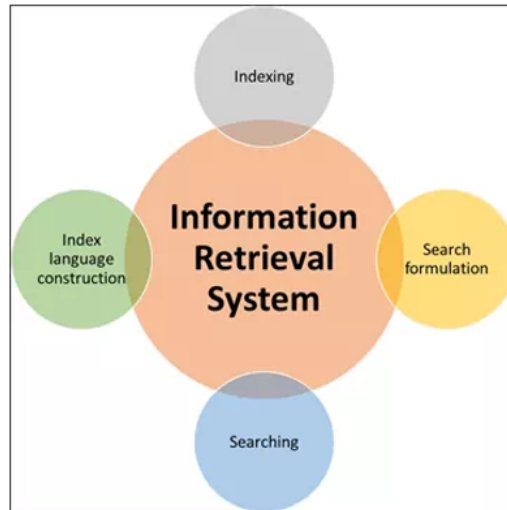 Indexing
Information
Retrieval
System
Index
language
construction
Search
formulation
Searching